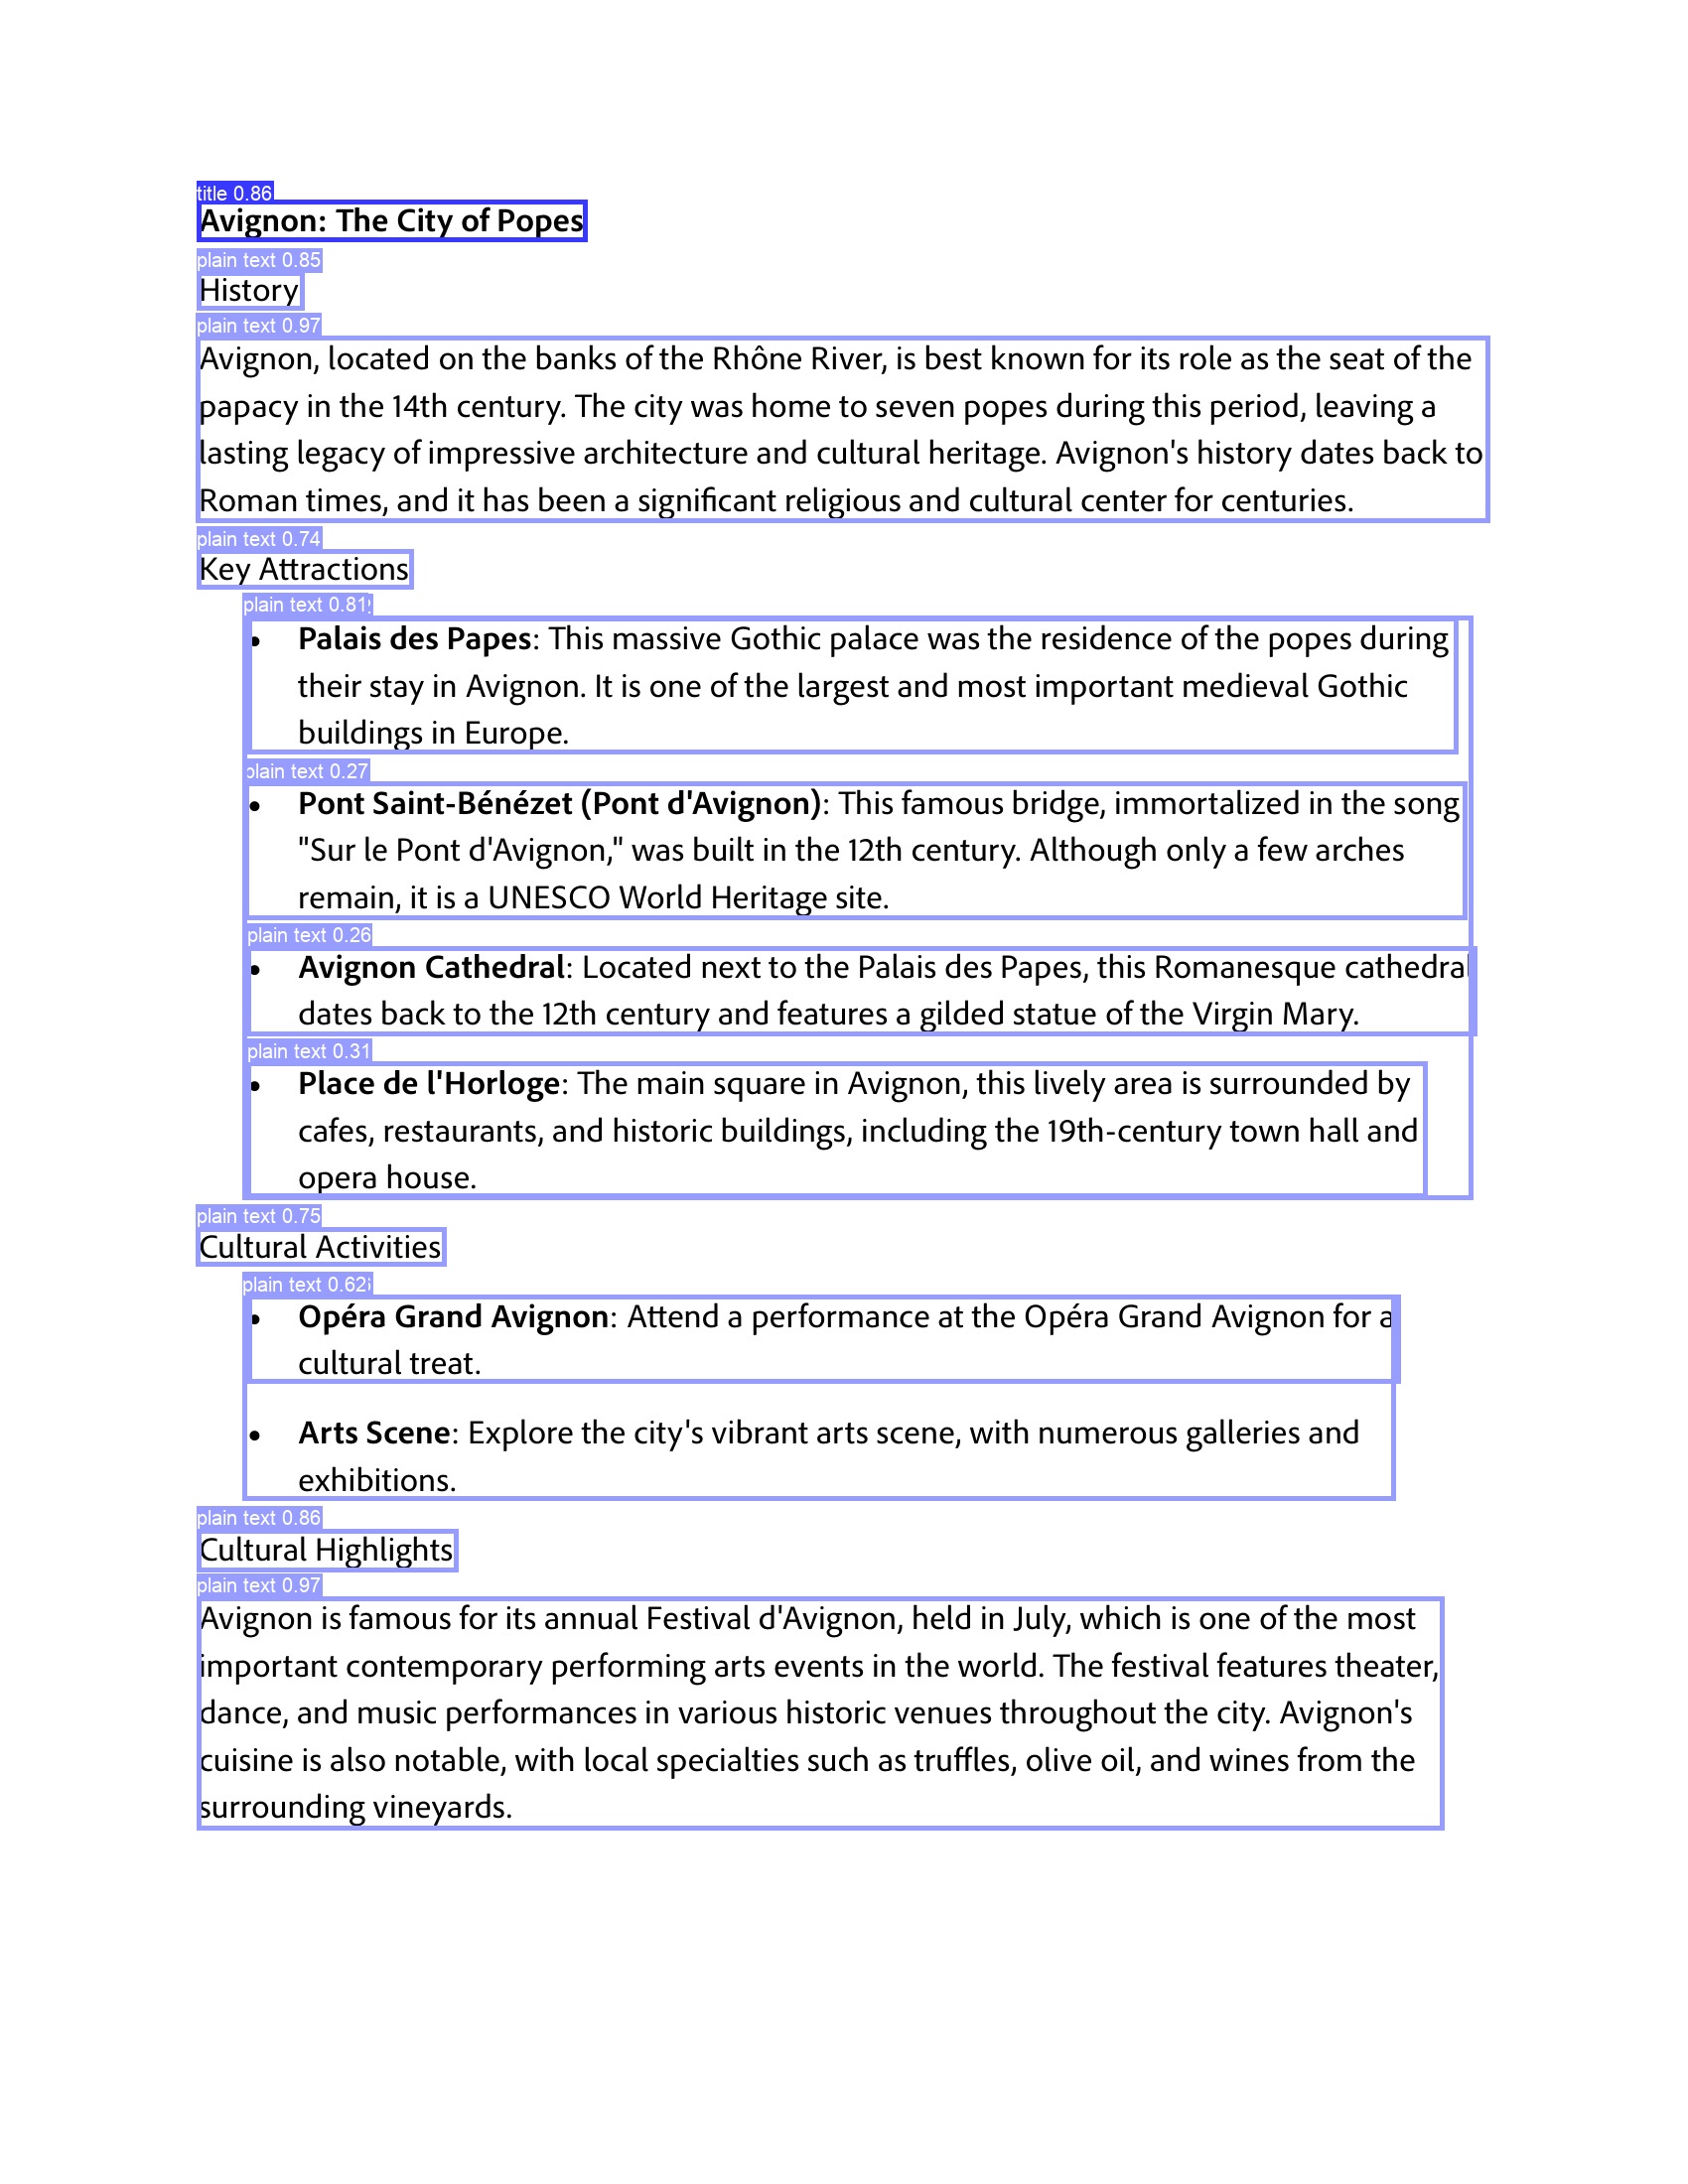 title 0.86
Avignon: The City of Popes
plain text 0.85
History
plain text 0.97
Avignon, located on the banks of the Rhône River, is best known for its role as the seat of the
papacy in the 14th century. The city was home to seven popes during this period, leaving a
lasting legacy of impressive architecture and cultural heritage. Avignon's history dates back to
Roman times, and it has been a significant religious and cultural center for centuries.
plain text 0.74
Key Attractions
plain text 0.81
• Palais des Papes: This massive Gothic palace was the residence of the popes during
their stay in Avignon. It is one of the largest and most important medieval Gothic
buildings in Europe.
plain text 0.27
• Pont Saint-Bénézet (Pont d'Avignon): This famous bridge, immortalized in the song
"Sur le Pont d'Avignon," was built in the 12th century. Although only a few arches
remain, it is a UNESCO World Heritage site.
plain text 0.26
• Avignon Cathedral: Located next to the Palais des Papes, this Romanesque cathedral
dates back to the 12th century and features a gilded statue of the Virgin Mary.
plain text 0.31
• Place de l'Horloge: The main square in Avignon, this lively area is surrounded by
cafes, restaurants, and historic buildings, including the 19th-century town hall and
opera house.
plain text 0.75
Cultural Activities
plain text 0.62
• Opéra Grand Avignon: Attend a performance at the Opéra Grand Avignon for a
cultural treat.
• Arts Scene: Explore the city's vibrant arts scene, with numerous galleries and
exhibitions.
plain text 0.86
Cultural Highlights
plain text 0.97
Avignon is famous for its annual Festival d'Avignon, held in July, which is one of the most
important contemporary performing arts events in the world. The festival features theater,
dance, and music performances in various historic venues throughout the city. Avignon's
cuisine is also notable, with local specialties such as truffles, olive oil, and wines from the
surrounding vineyards.